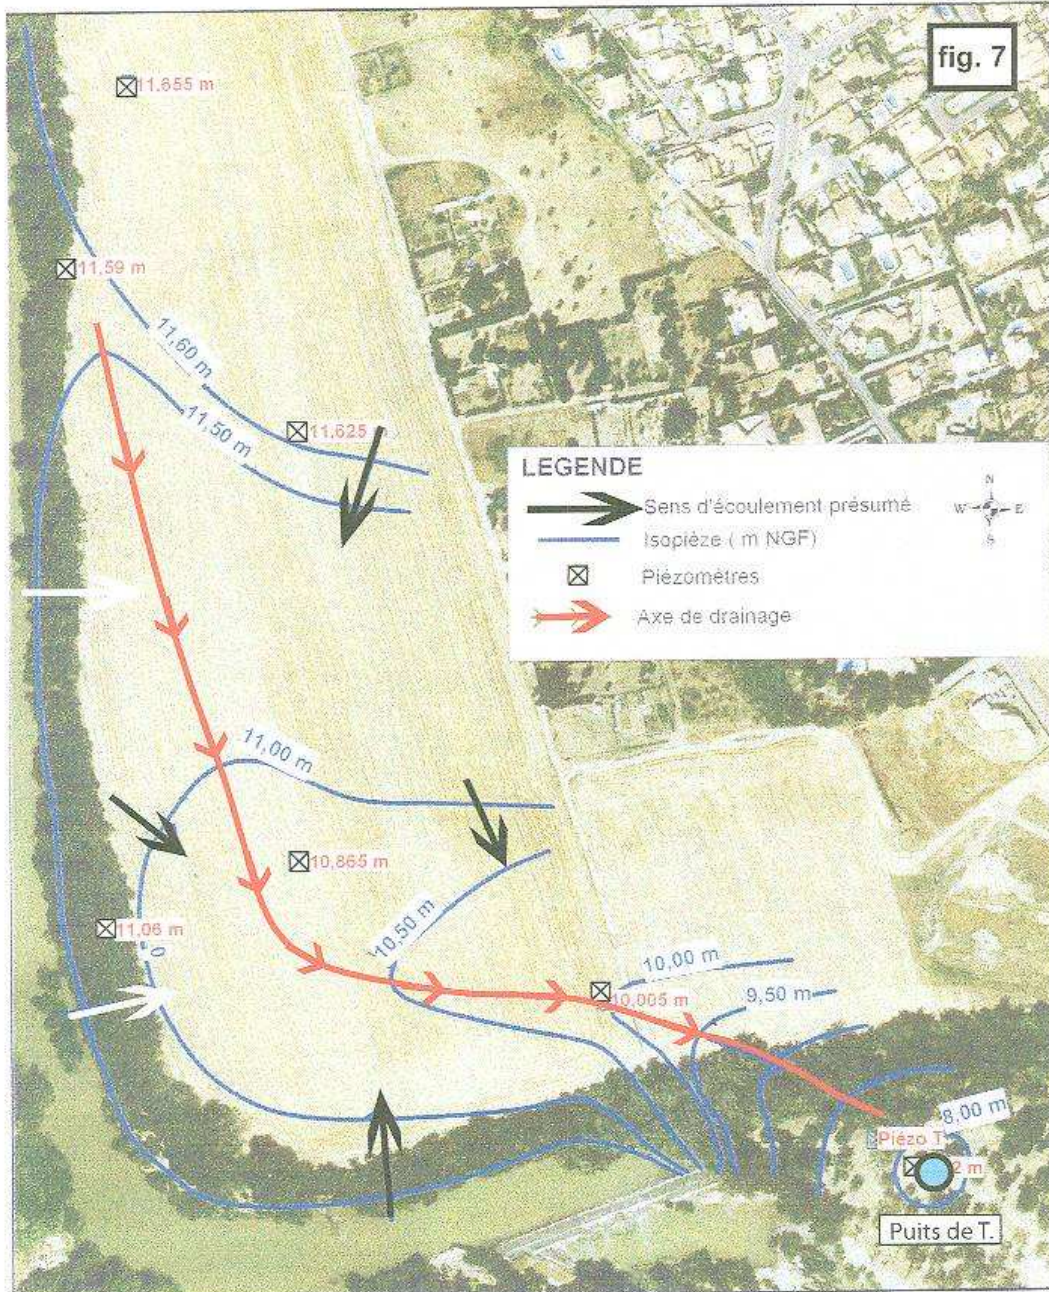 fig. 7
11,655 m
11,59 m
11,60 m
11,50 m
11,625 m
LEGENDE
Sens d'écoulement présumé
Isopièze ( m NGF)
Piézomètres
Axe de drainage
N
W
E
S
11,00 m
10,865 m
11,06 m
10,50 m
10,00 m
10,005 m
9,50 m
8,00 m
Piézo T
2 m
Puits de T.